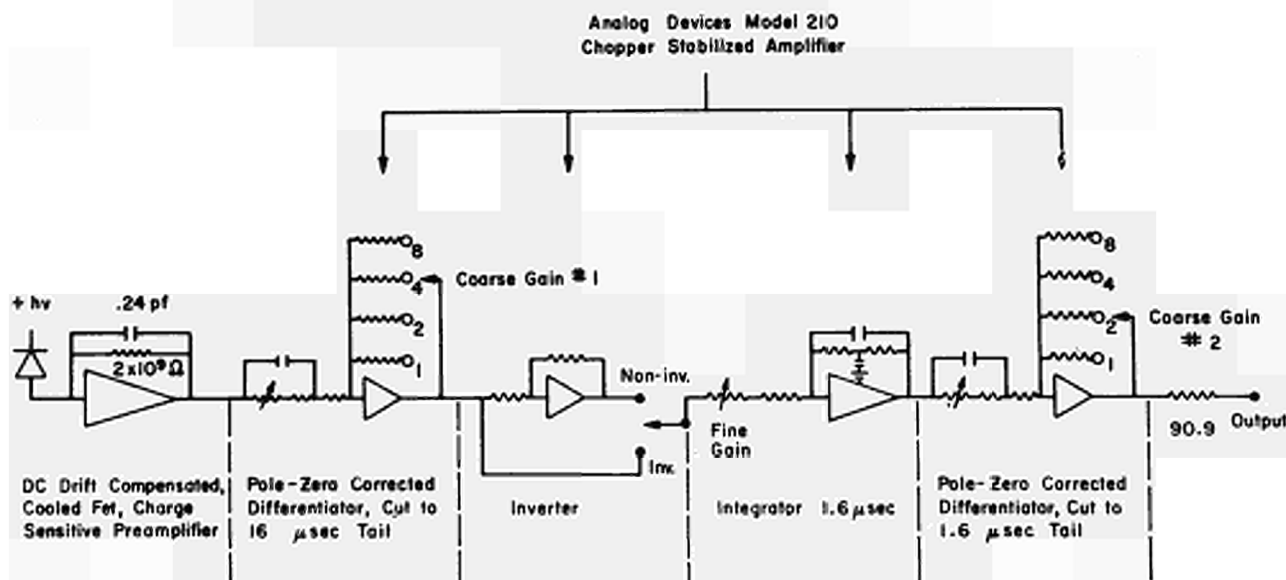 Analog Devices Model 210
Chopper Stabilized Amplifier
8
4
2
1
Coarse Gain #1
8
4
2
1
Coarse Gain
# 2
+ hv
.24 pf
2x10⁹ Ω
Non-inv.
Inv.
Fine
Gain
90.9
Output
DC Drift Compensated,
Cooled Fet, Charge
Sensitive Preamplifier
Pole-Zero Corrected
Differentiator, Cut to
16 μsec Tail
Inverter
Integrator 1.6μsec
Pole-Zero Corrected
Differentiator, Cut to
1.6 μsec Tail